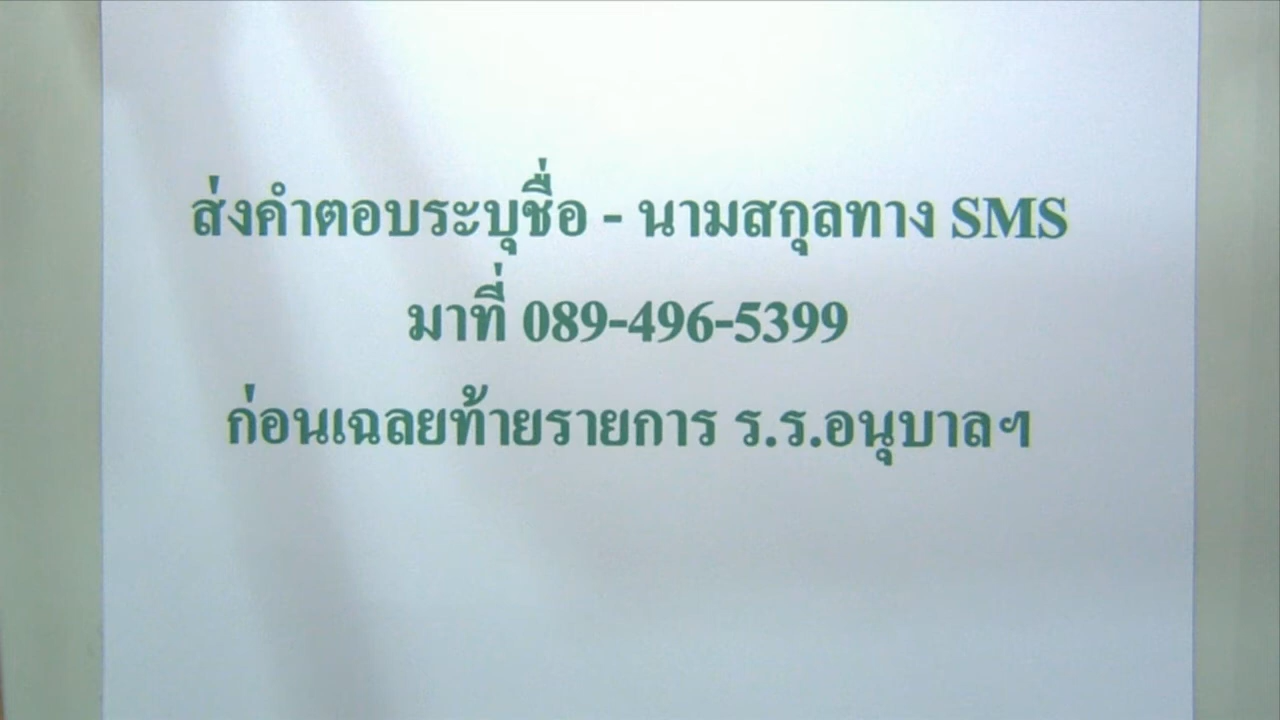 ส่งคำตอบระบุชื่อ - นามสกุลทาง SMS
มาที่ 089-496-5399
ก่อนเฉลยท้ายรายการ ร.ร.อนุบาลฯ